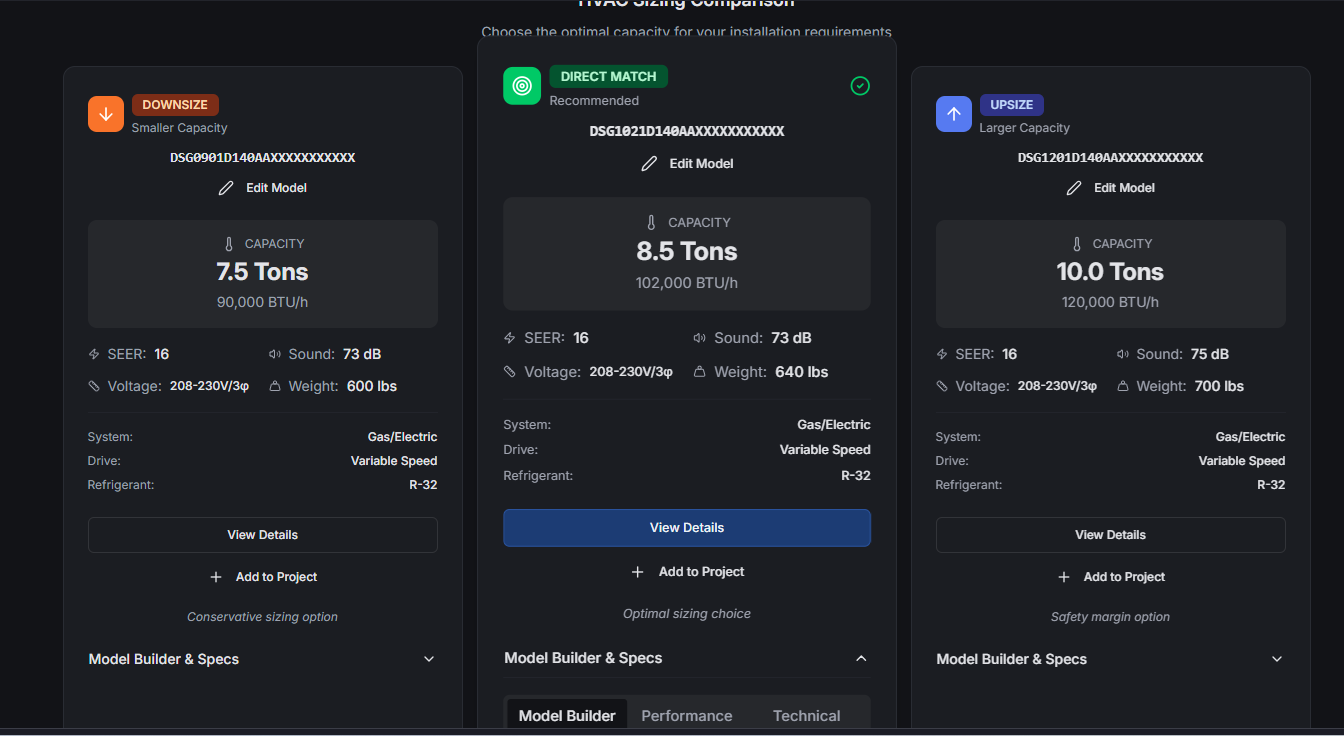 HVAC Sizing Comparison
Choose the optimal capacity for your installation requirements
DOWNSIZE
Smaller Capacity
DSG0901D140AAXXXXXXXXXXX
Edit Model
CAPACITY
7.5 Tons
90,000 BTU/h
SEER: 16
Sound: 73 dB
Voltage: 208-230V/3φ
Weight: 600 lbs
System: Gas/Electric
Drive: Variable Speed
Refrigerant: R-32
View Details
Add to Project
Conservative sizing option
Model Builder & Specs
DIRECT MATCH
Recommended
DSG1021D140AAXXXXXXXXXXX
Edit Model
CAPACITY
8.5 Tons
102,000 BTU/h
SEER: 16
Sound: 73 dB
Voltage: 208-230V/3φ
Weight: 640 lbs
System: Gas/Electric
Drive: Variable Speed
Refrigerant: R-32
View Details
Add to Project
Optimal sizing choice
Model Builder & Specs
Model Builder
Performance
Technical
UPSIZE
Larger Capacity
DSG1201D140AAXXXXXXXXXXX
Edit Model
CAPACITY
10.0 Tons
120,000 BTU/h
SEER: 16
Sound: 75 dB
Voltage: 208-230V/3φ
Weight: 700 lbs
System: Gas/Electric
Drive: Variable Speed
Refrigerant: R-32
View Details
Add to Project
Safety margin option
Model Builder & Specs